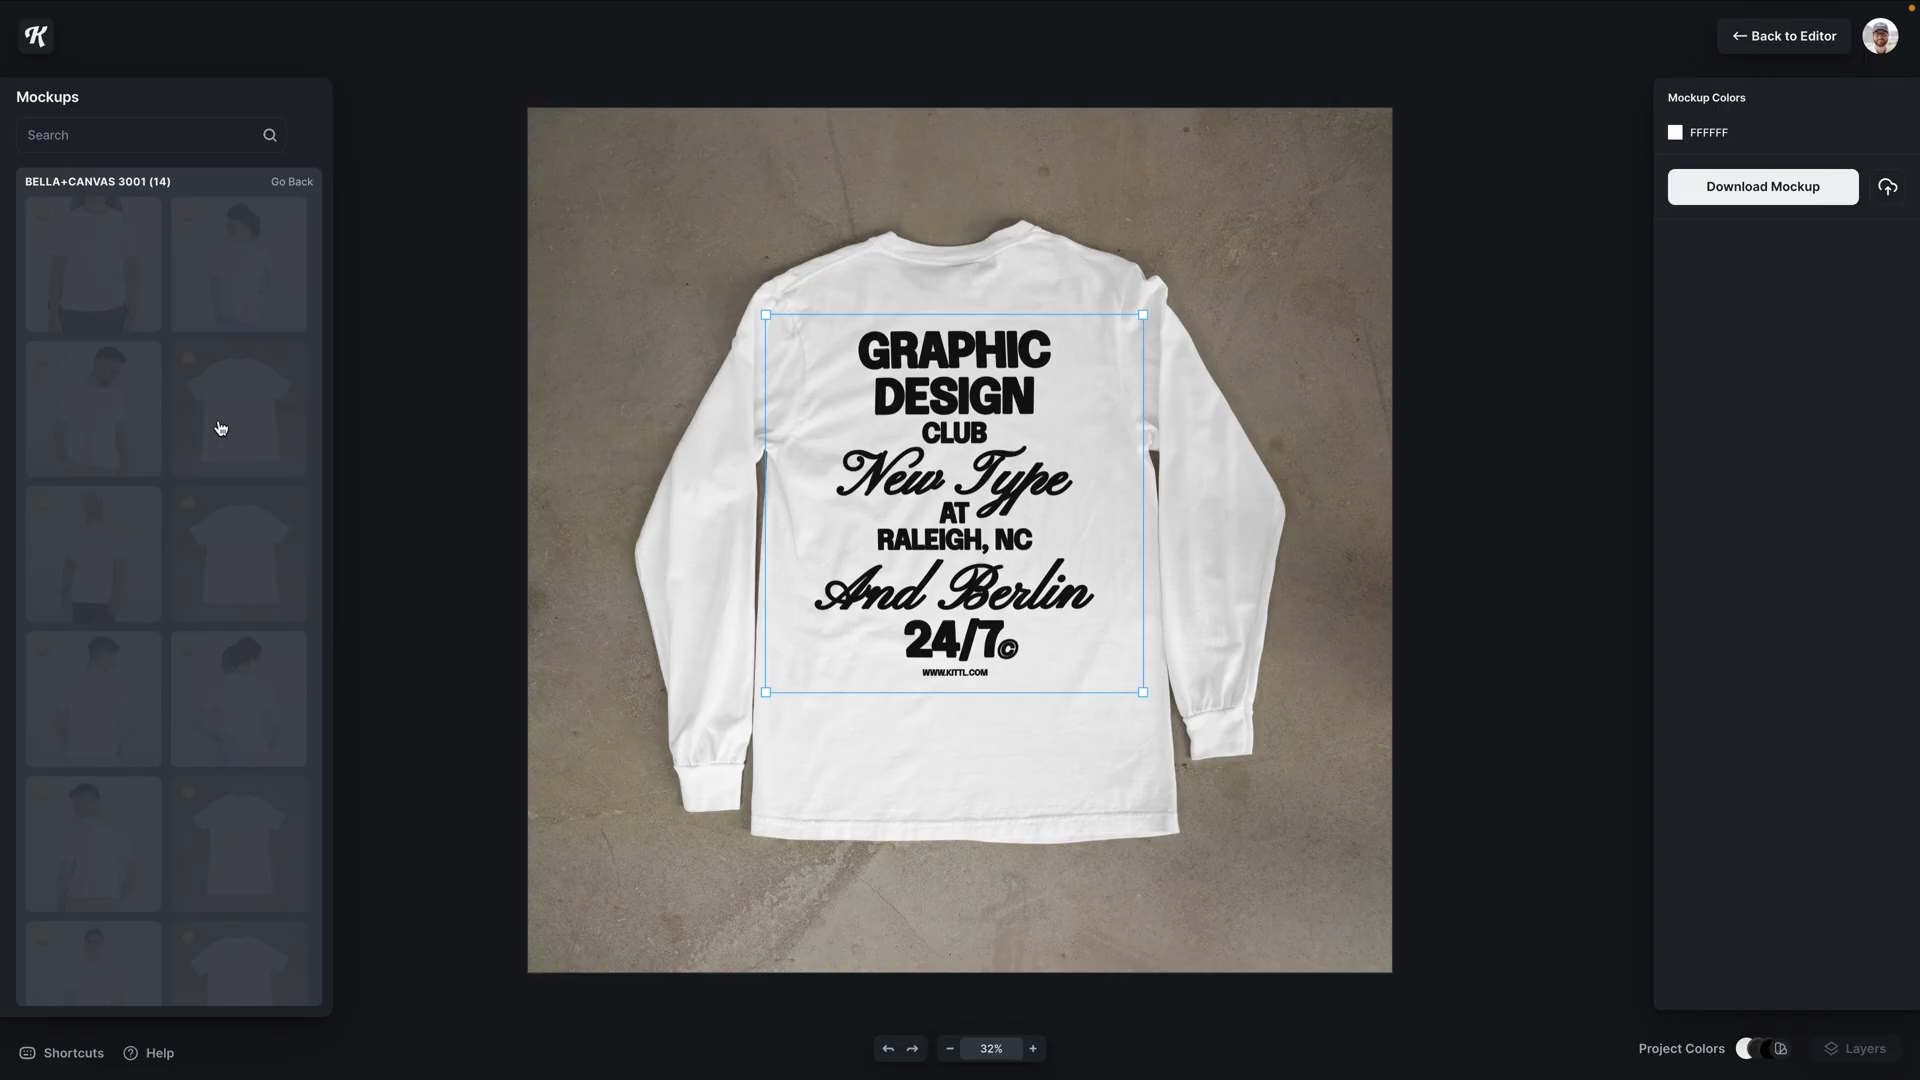 K
Back to Editor
Mockups
Search
BELLA+CANVAS 3001 (14)
Go Back
GRAPHIC
DESIGN
CLUB
New Type
AT
RALEIGH, NC
And Berlin
24/7©
WWW.KITTL.COM
Mockup Colors
FFFFFF
Download Mockup
Shortcuts
Help
32%
Project Colors
Layers